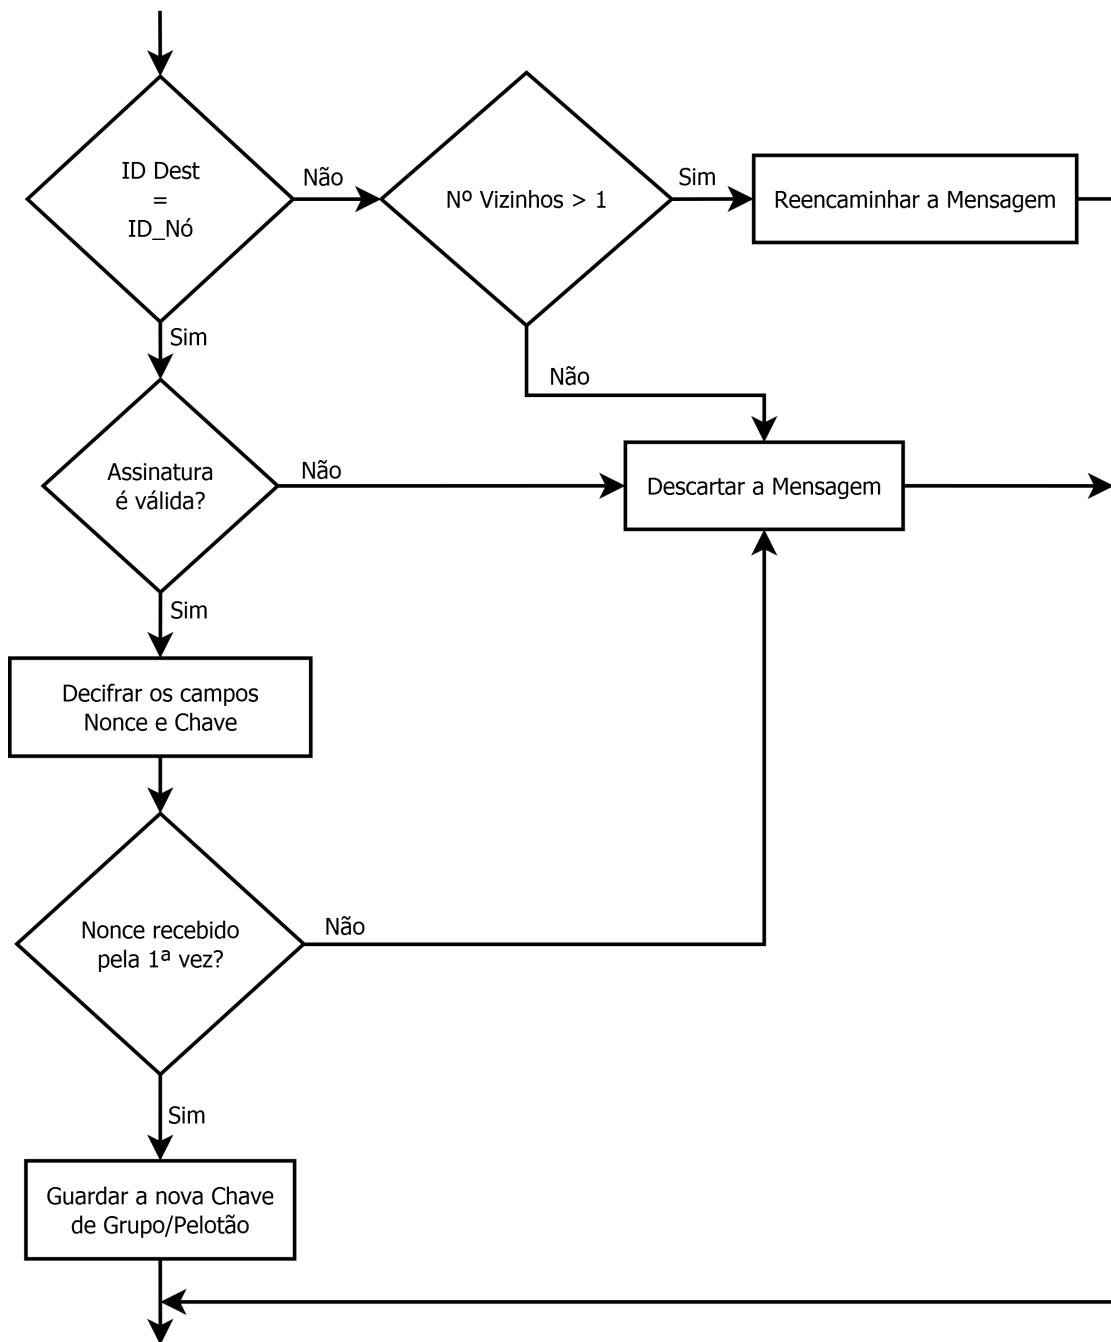 ID Dest
=
ID_Nó
Não
Nº Vizinhos > 1
Sim
Reencaminhar a Mensagem
Sim
Não
Assinatura
é válida?
Não
Descartar a Mensagem
Sim
Decifrar os campos
Nonce e Chave
Nonce recebido
pela 1ª vez?
Não
Sim
Guardar a nova Chave
de Grupo/Pelotão